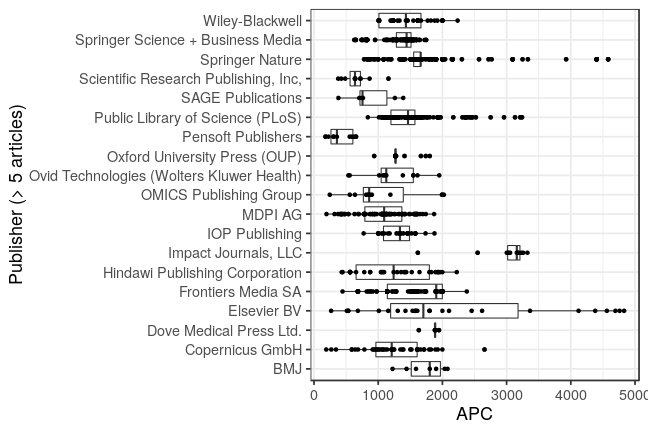 Wiley-Blackwell
Springer Science + Business Media
Springer Nature
Scientific Research Publishing, Inc,
SAGE Publications
Public Library of Science (PLoS)
Pensoft Publishers
Oxford University Press (OUP)
Ovid Technologies (Wolters Kluwer Health)
OMICS Publishing Group
MDPI AG
IOP Publishing
Impact Journals, LLC
Hindawi Publishing Corporation
Frontiers Media SA
Elsevier BV
Dove Medical Press Ltd.
Copernicus GmbH
BMJ
Publisher (> 5 articles)
0 1000 2000 3000 4000 5000
APC